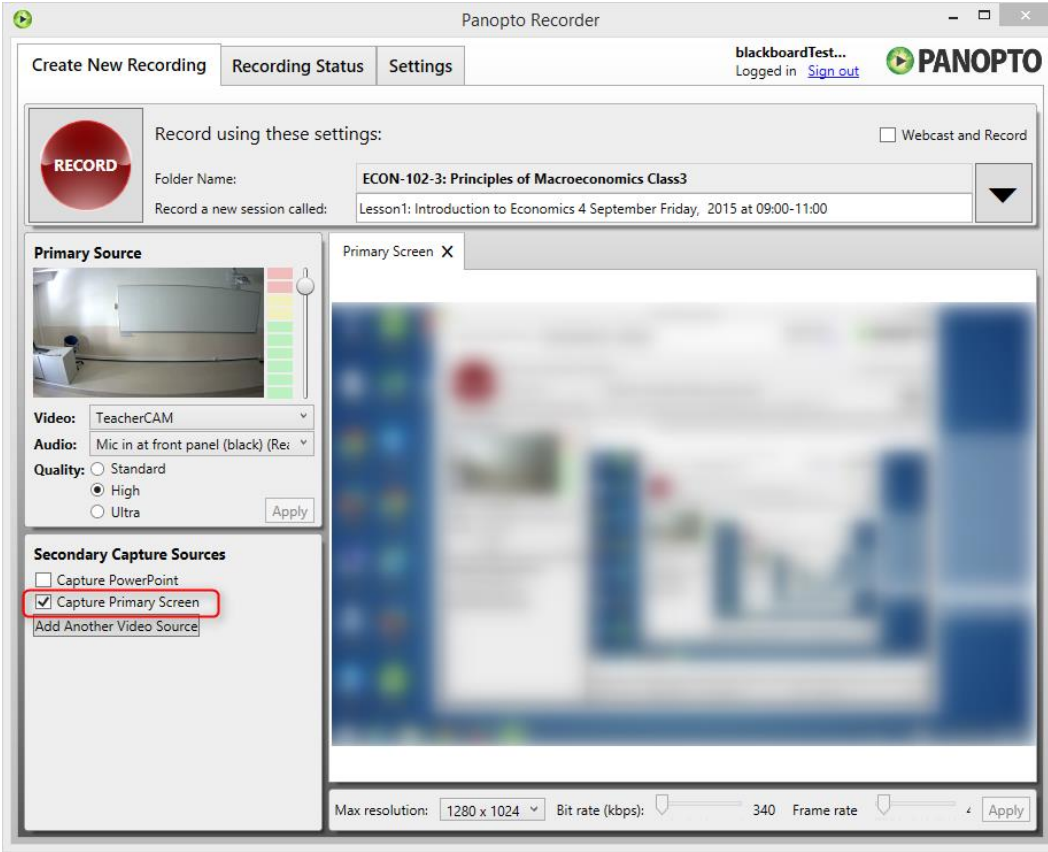 Panopto Recorder
Create New Recording
Recording Status
Settings
blackboardTest...
Logged in Sign out
PANOPTO
RECORD
Record using these settings:
Webcast and Record
Folder Name:
ECON-102-3: Principles of Macroeconomics Class3
Record a new session called:
Lesson1: Introduction to Economics 4 September Friday, 2015 at 09:00-11:00
Primary Source
Video: TeacherCAM
Audio: Mic in at front panel (black) (Rea
Quality: Standard
High
Ultra
Apply
Secondary Capture Sources
Capture PowerPoint
Capture Primary Screen
Add Another Video Source
Primary Screen X
Max resolution: 1280 x 1024 Bit rate (kbps): 340 Frame rate Apply